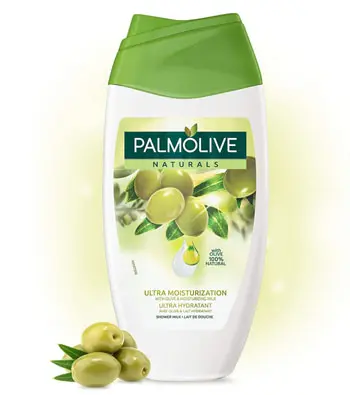 PALMOLIVE
NATURALS
with
OLIVE
100%
NATURAL
ULTRA MOISTURIZATION
WITH OLIVE & MOISTURIZING MILK
ULTRA HYDRATANT
AVEC OLIVE & LAIT HYDRATANT
SHOWER MILK • LAIT DE DOUCHE